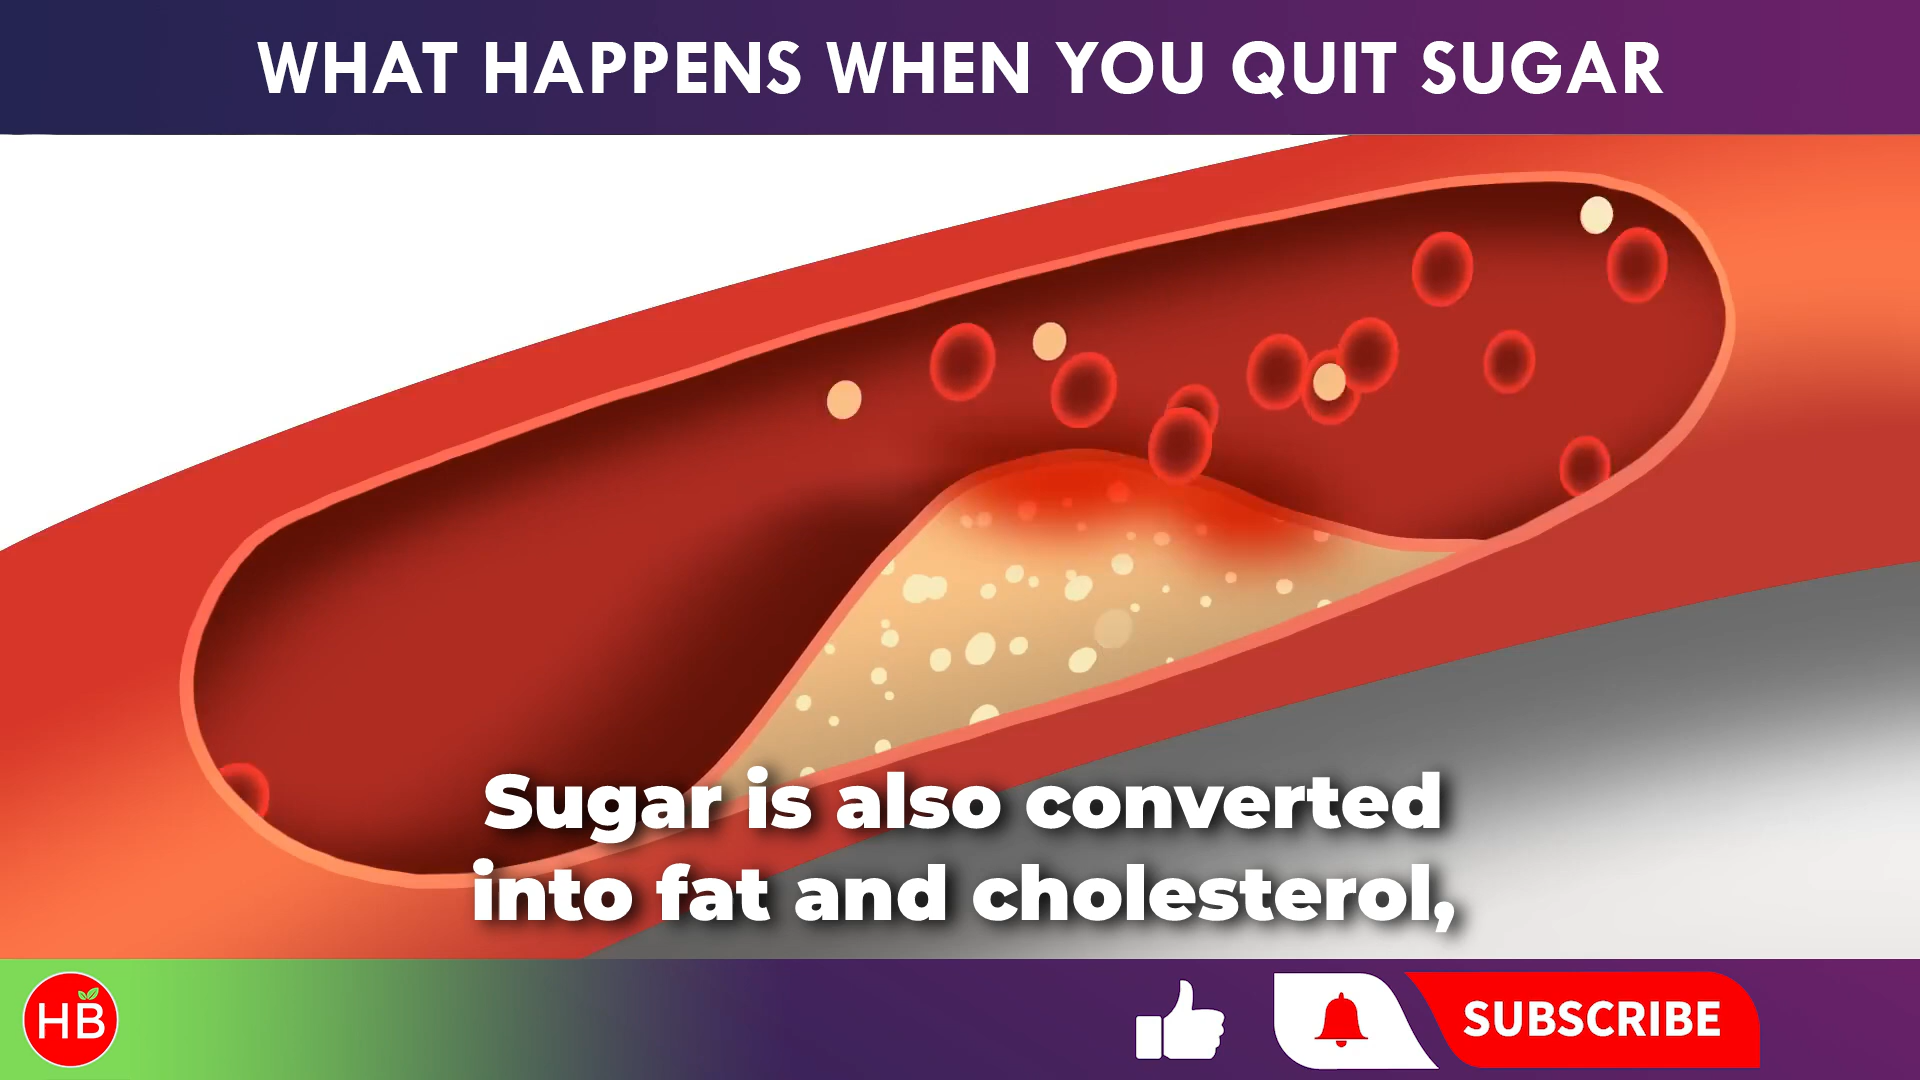 WHAT HAPPENS WHEN YOU QUIT SUGAR
Sugar is also converted
into fat and cholesterol,
HB
SUBSCRIBE